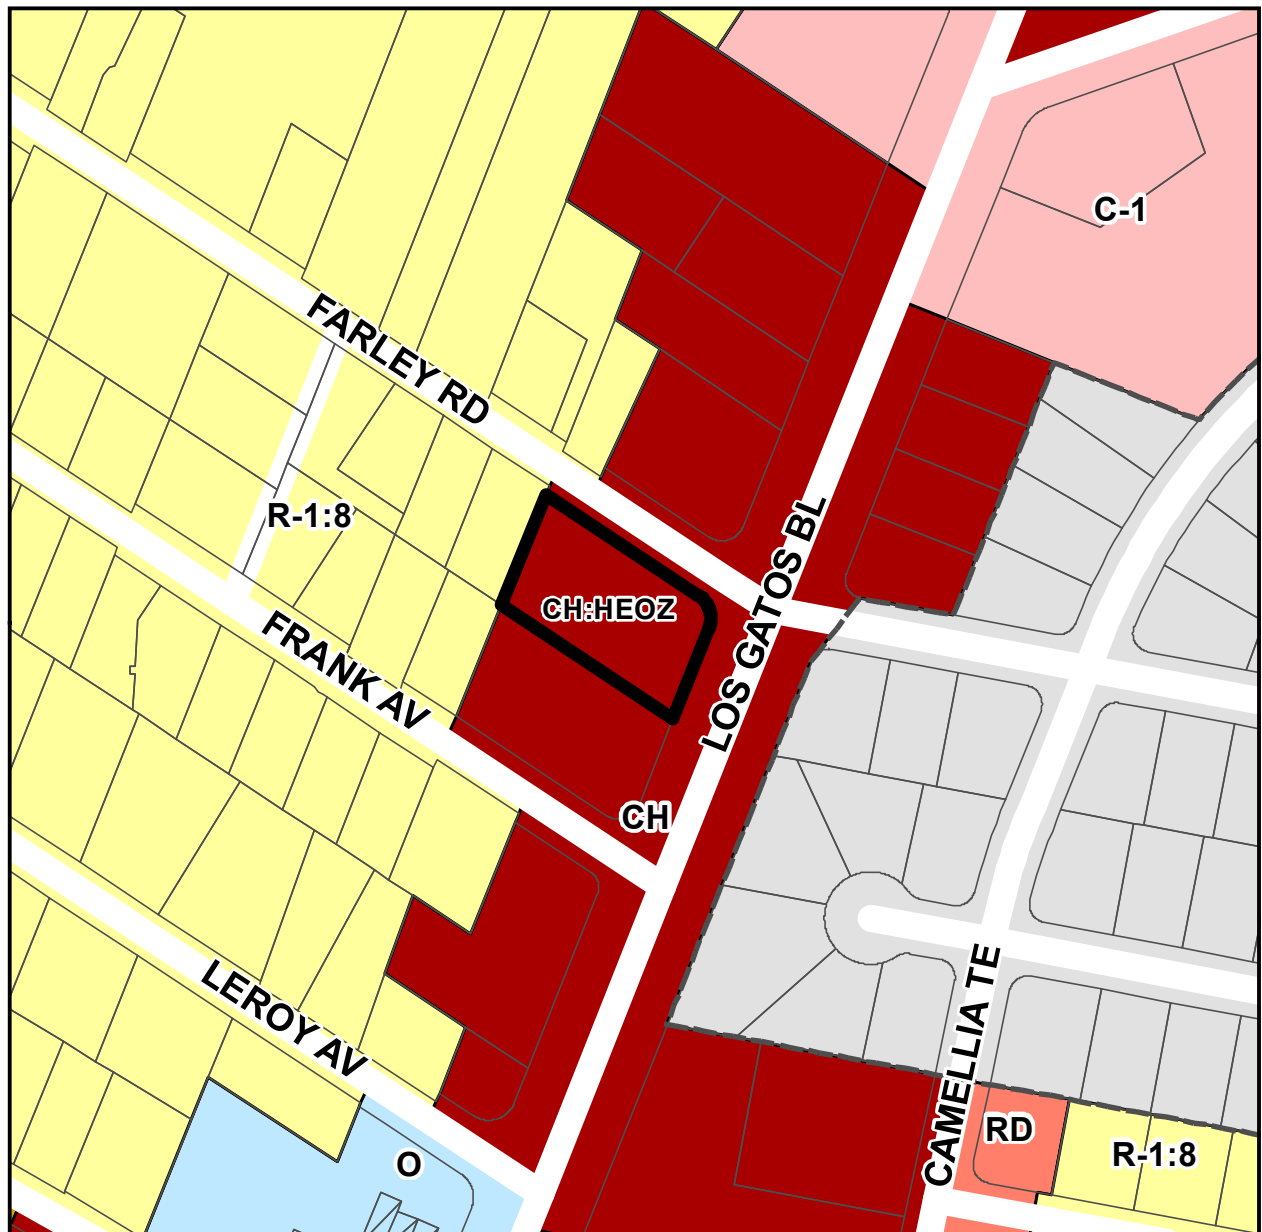 C-1
FARLEY RD
R-1:8
CH:HEOZ
LOS GATOS BL
FRANK AV
CH
LEROY AV
CAMELLIA TE
RD
R-1:8
O